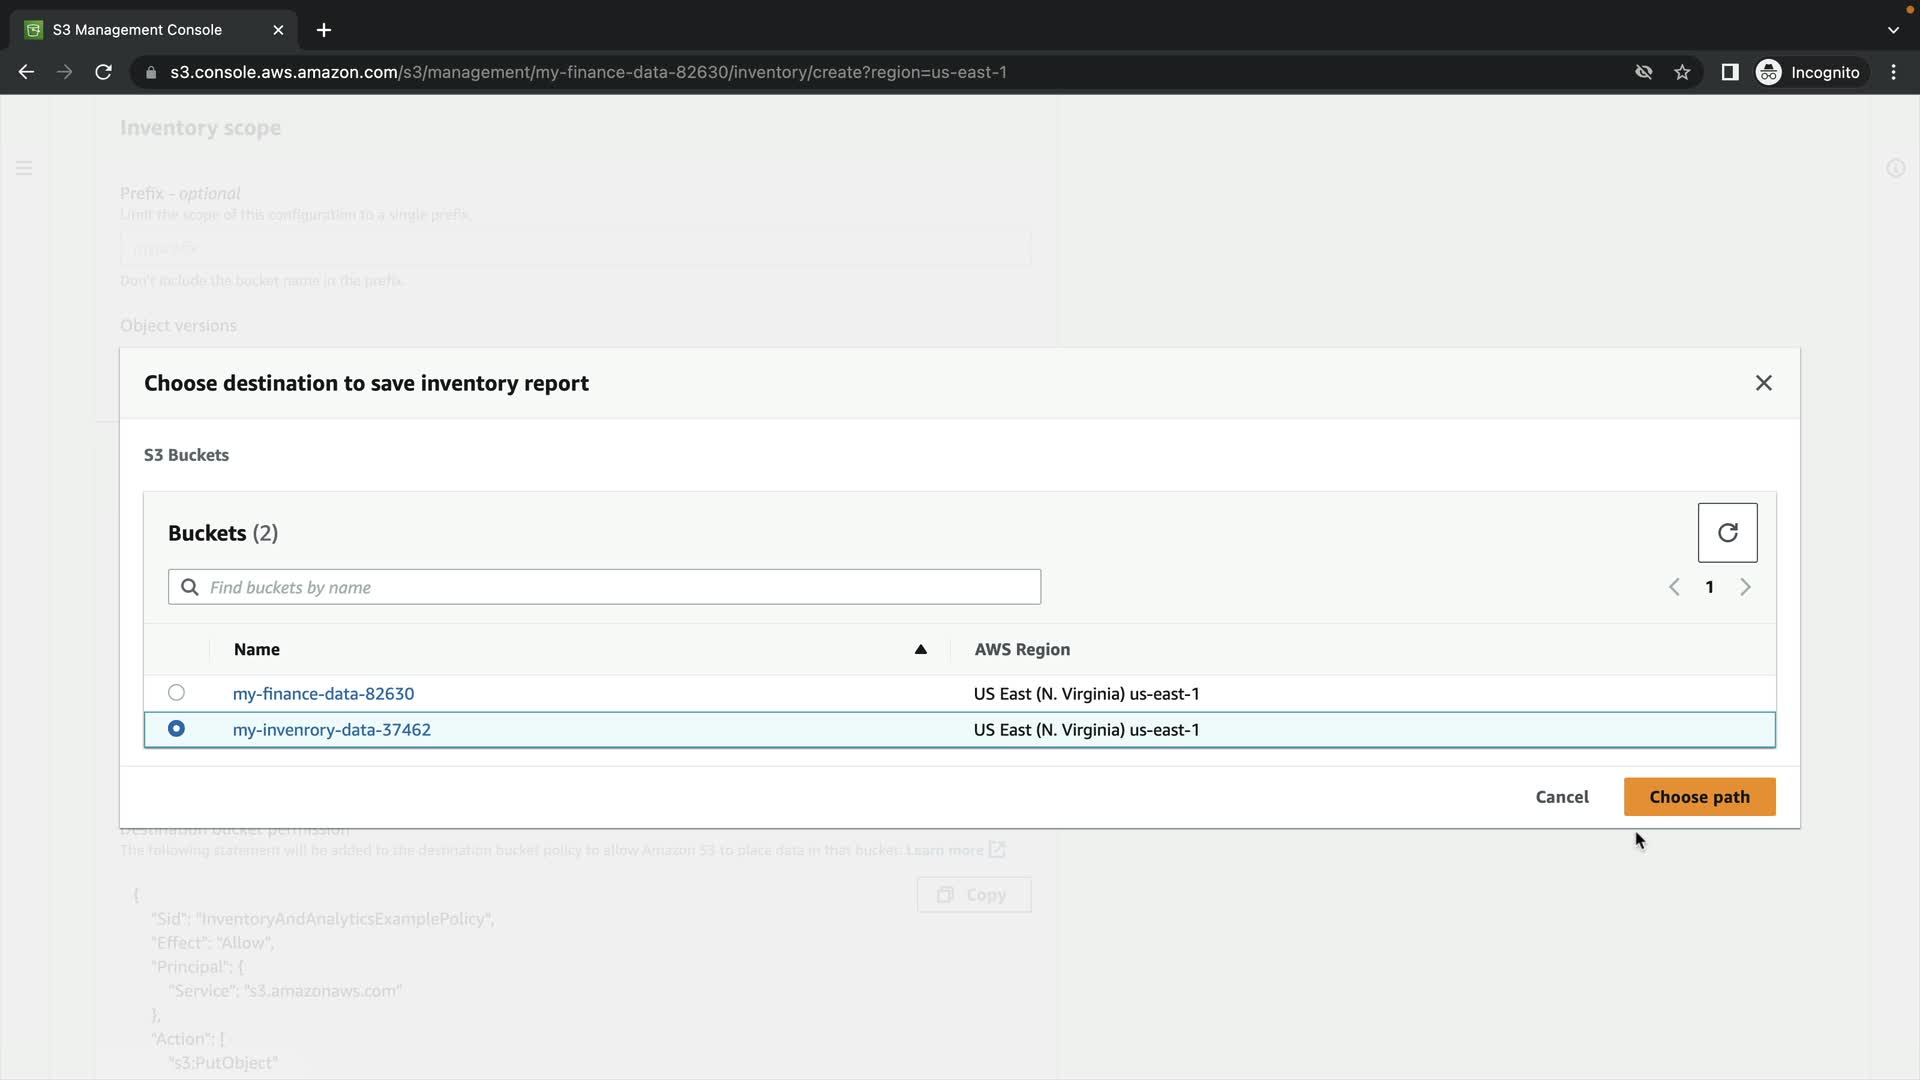 S3 Management Console
s3.console.aws.amazon.com/s3/management/my-finance-data-82630/inventory/create?region=us-east-1
Incognito
Inventory scope
Prefix - optional
Limit the scope of this configuration to a single prefix.
Don't include the bucket name in the prefix.
Object versions
Choose destination to save inventory report
S3 Buckets
Buckets (2)
Find buckets by name
1
Name
AWS Region
my-finance-data-82630
US East (N. Virginia) us-east-1
my-invenrory-data-37462
US East (N. Virginia) us-east-1
Cancel
Choose path
Destination bucket permission
The following statement will be added to the destination bucket policy to allow Amazon S3 to place data in that bucket. Learn more
Copy
{
"Sid": "InventoryAndAnalyticsExamplePolicy",
"Effect": "Allow",
"Principal": {
"Service": "s3.amazonaws.com"
},
"Action": [
"s3:PutObject"